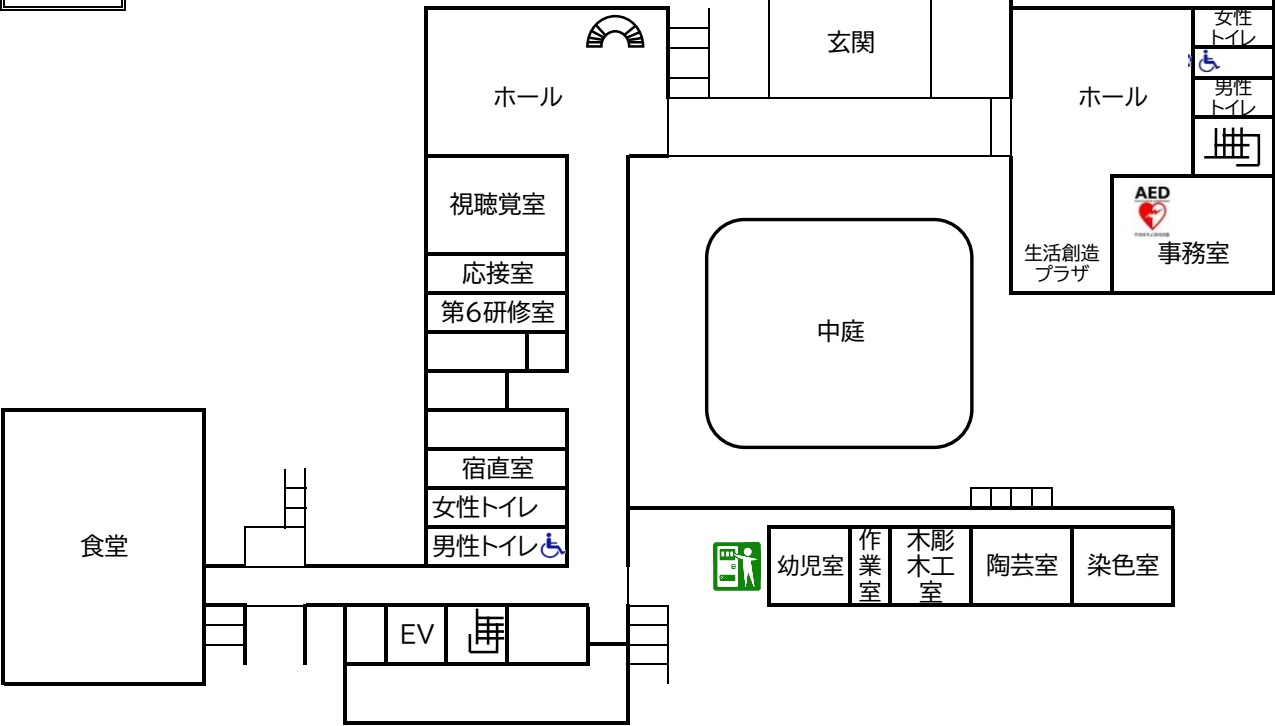 玄関
女性
トイレ
ホール
ホール
男性
トイレ
視聴覚室
AED
生活創造
プラザ
事務室
応接室
第6研修室
中庭
宿直室
女性トイレ
男性トイレ
食堂
幼児室
作
業
室
木彫
木工
室
陶芸室
染色室
EV